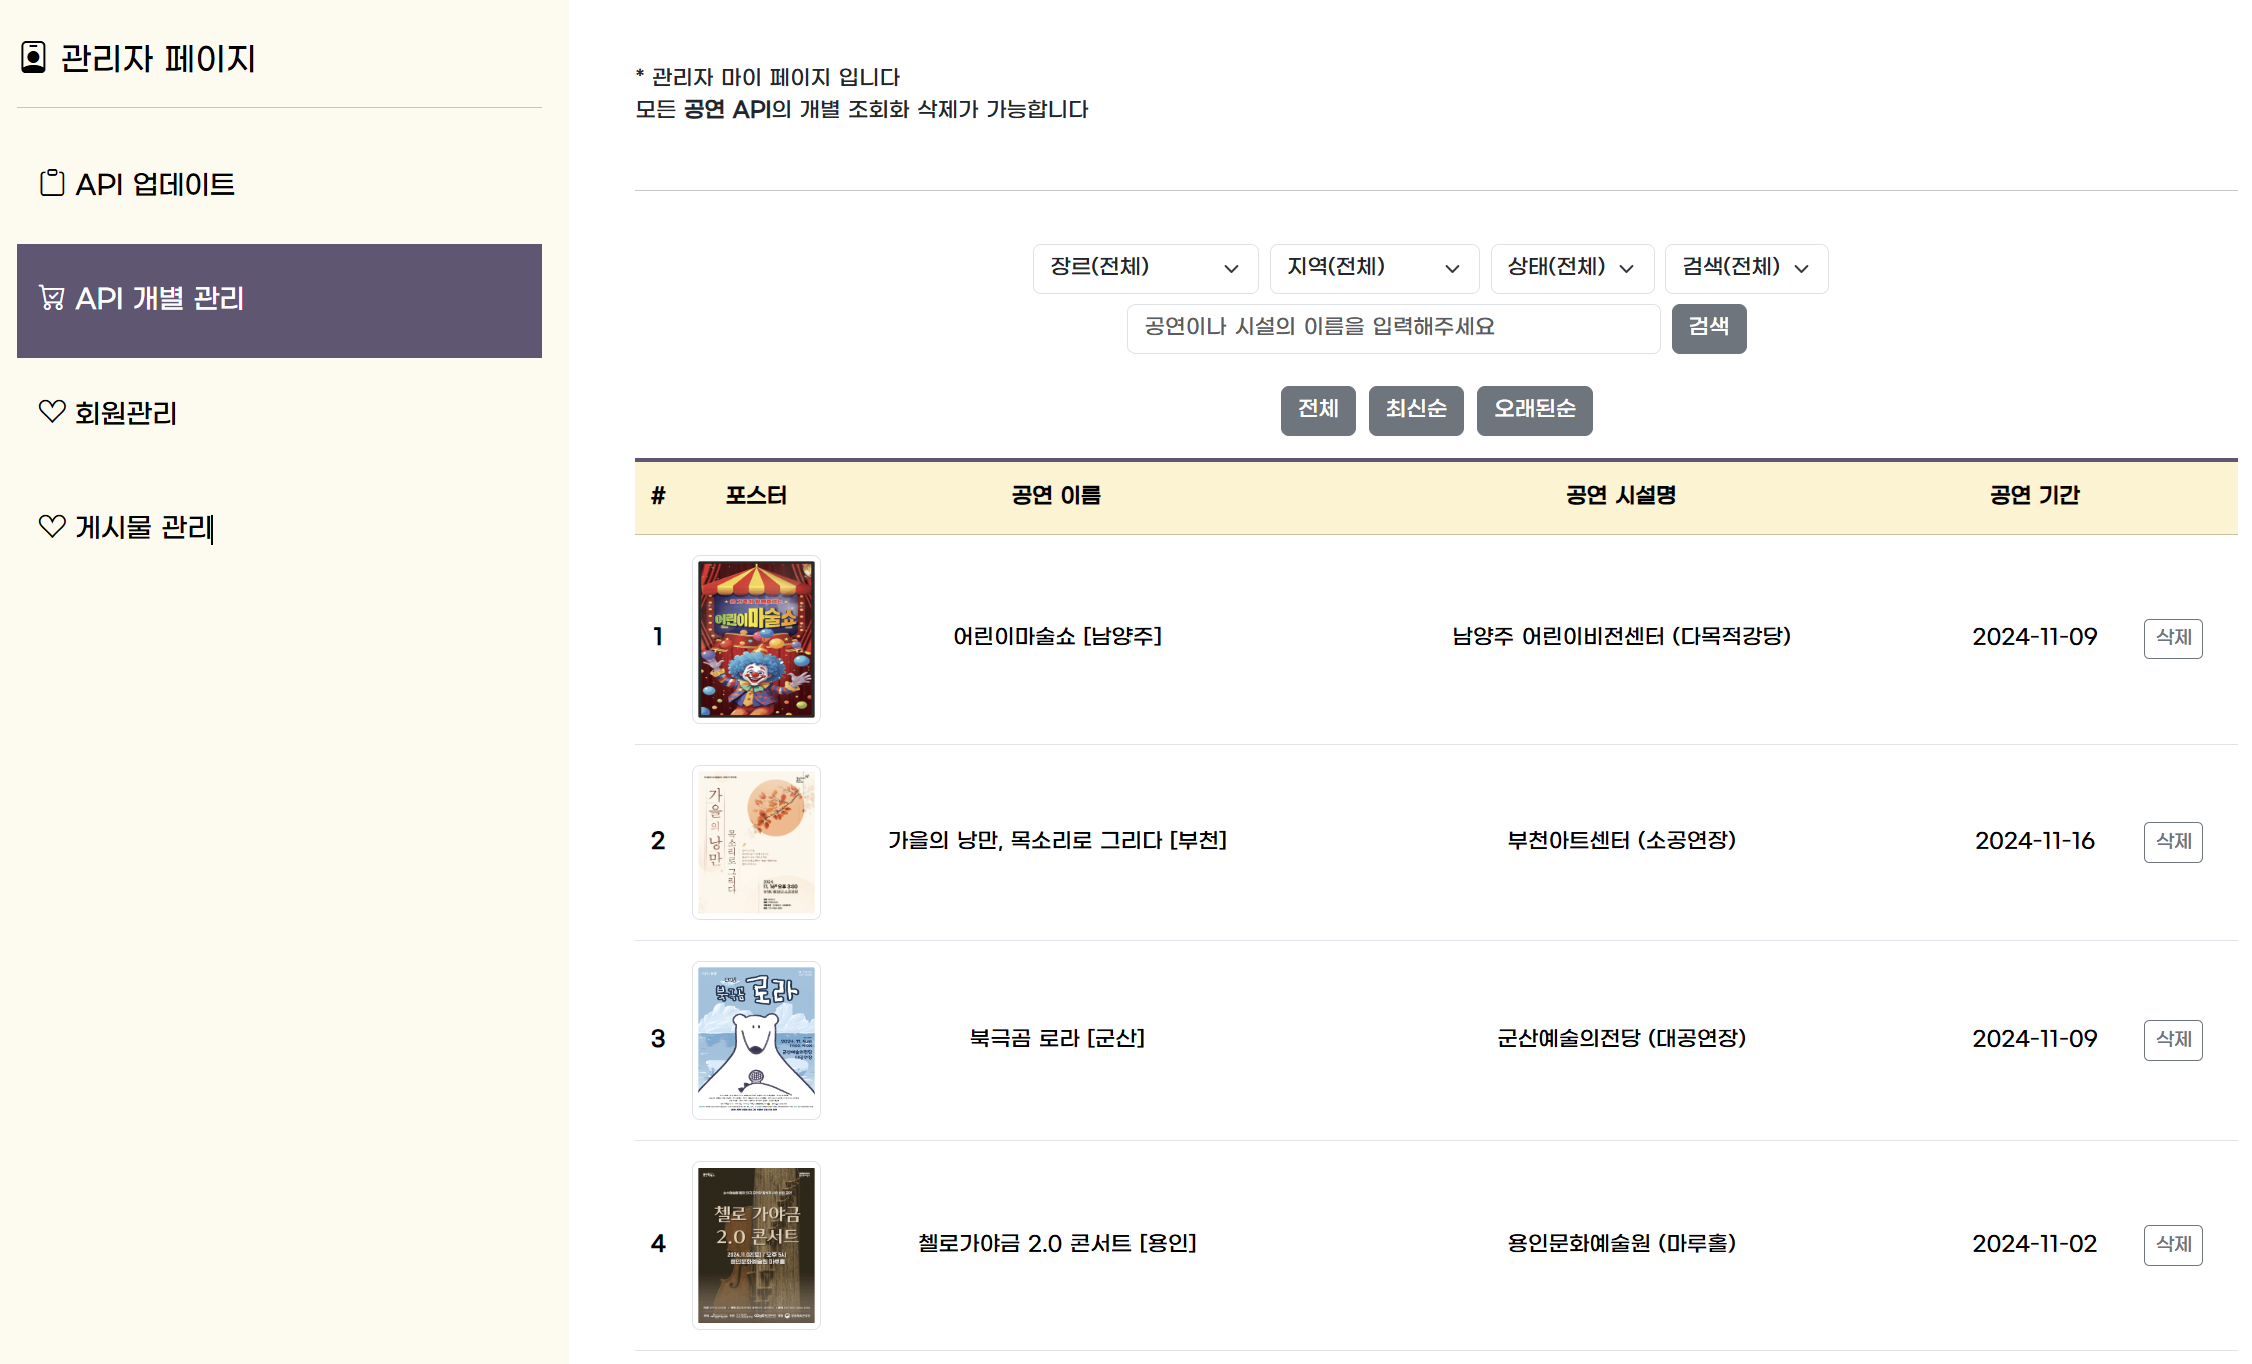 관리자 페이지
API 업데이트
API 개별 관리
회원관리
게시물 관리
* 관리자 마이 페이지 입니다
모든 공연 API의 개별 조회화 삭제가 가능합니다
장르(전체) 지역(전체) 상태(전체) 검색(전체)
공연이나 시설의 이름을 입력해주세요 검색
전체 최신순 오래된순
# 포스터 공연 이름 공연 시설명 공연 기간
어린이마술쇼
1 어린이마술쇼 [남양주] 남양주 어린이비전센터 (다목적강당) 2024-11-09 삭제
가을의 낭만
목소리로 그리다
2 가을의 낭만, 목소리로 그리다 [부천] 부천아트센터 (소공연장) 2024-11-16 삭제
북극곰 로라
3 북극곰 로라 [군산] 군산예술의전당 (대공연장) 2024-11-09 삭제
첼로 가야금
2.0 콘서트
용인문화예술원 마루홀
4 첼로가야금 2.0 콘서트 [용인] 용인문화예술원 (마루홀) 2024-11-02 삭제